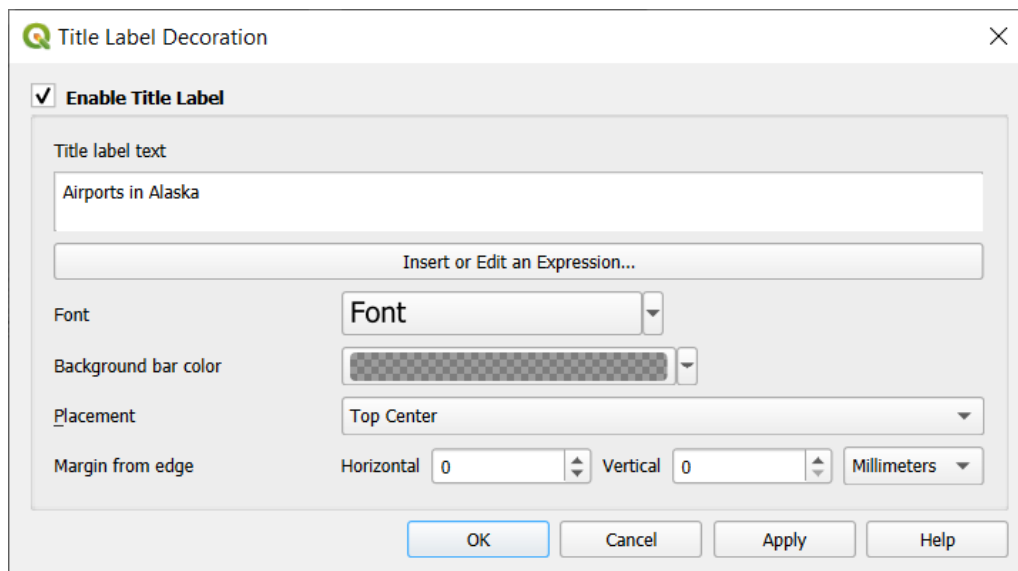 Title Label Decoration
Enable Title Label
Title label text
Airports in Alaska
Insert or Edit an Expression...
Font Font
Background bar color
Placement Top Center
Margin from edge Horizontal 0 Vertical 0 Millimeters
OK Cancel Apply Help